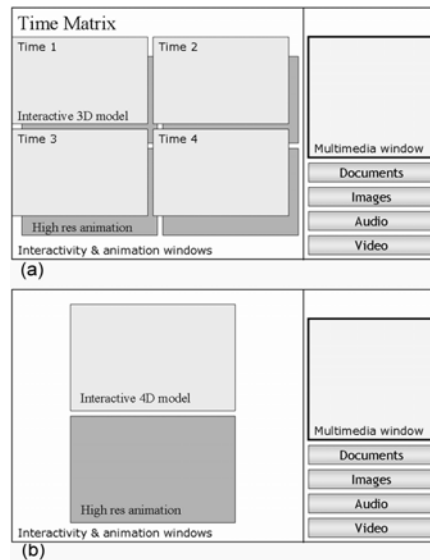 Time Matrix
Time 1
Time 2
Interactive 3D model
Time 3
Time 4
High res animation
Interactivity & animation windows
Multimedia window
Documents
Images
Audio
Video
(a)
Interactive 4D model
High res animation
Interactivity & animation windows
Multimedia window
Documents
Images
Audio
Video
(b)